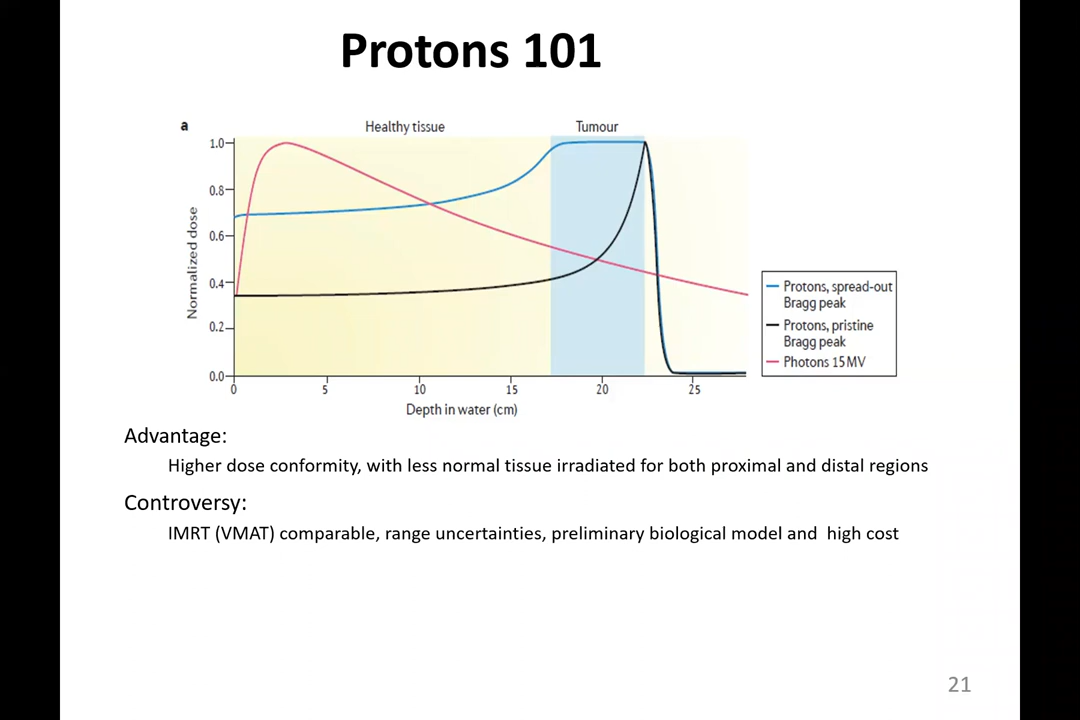 Protons 101
a
Healthy tissue
Tumour
1.0
0.8
0.6
0.4
0.2
0.0
Normalized dose
0
5
10
15
20
25
Depth in water (cm)
Protons, spread-out
Bragg peak
Protons, pristine
Bragg peak
Photons 15 MV
Advantage:
Higher dose conformity, with less normal tissue irradiated for both proximal and distal regions
Controversy:
IMRT (VMAT) comparable, range uncertainties, preliminary biological model and  high cost
21